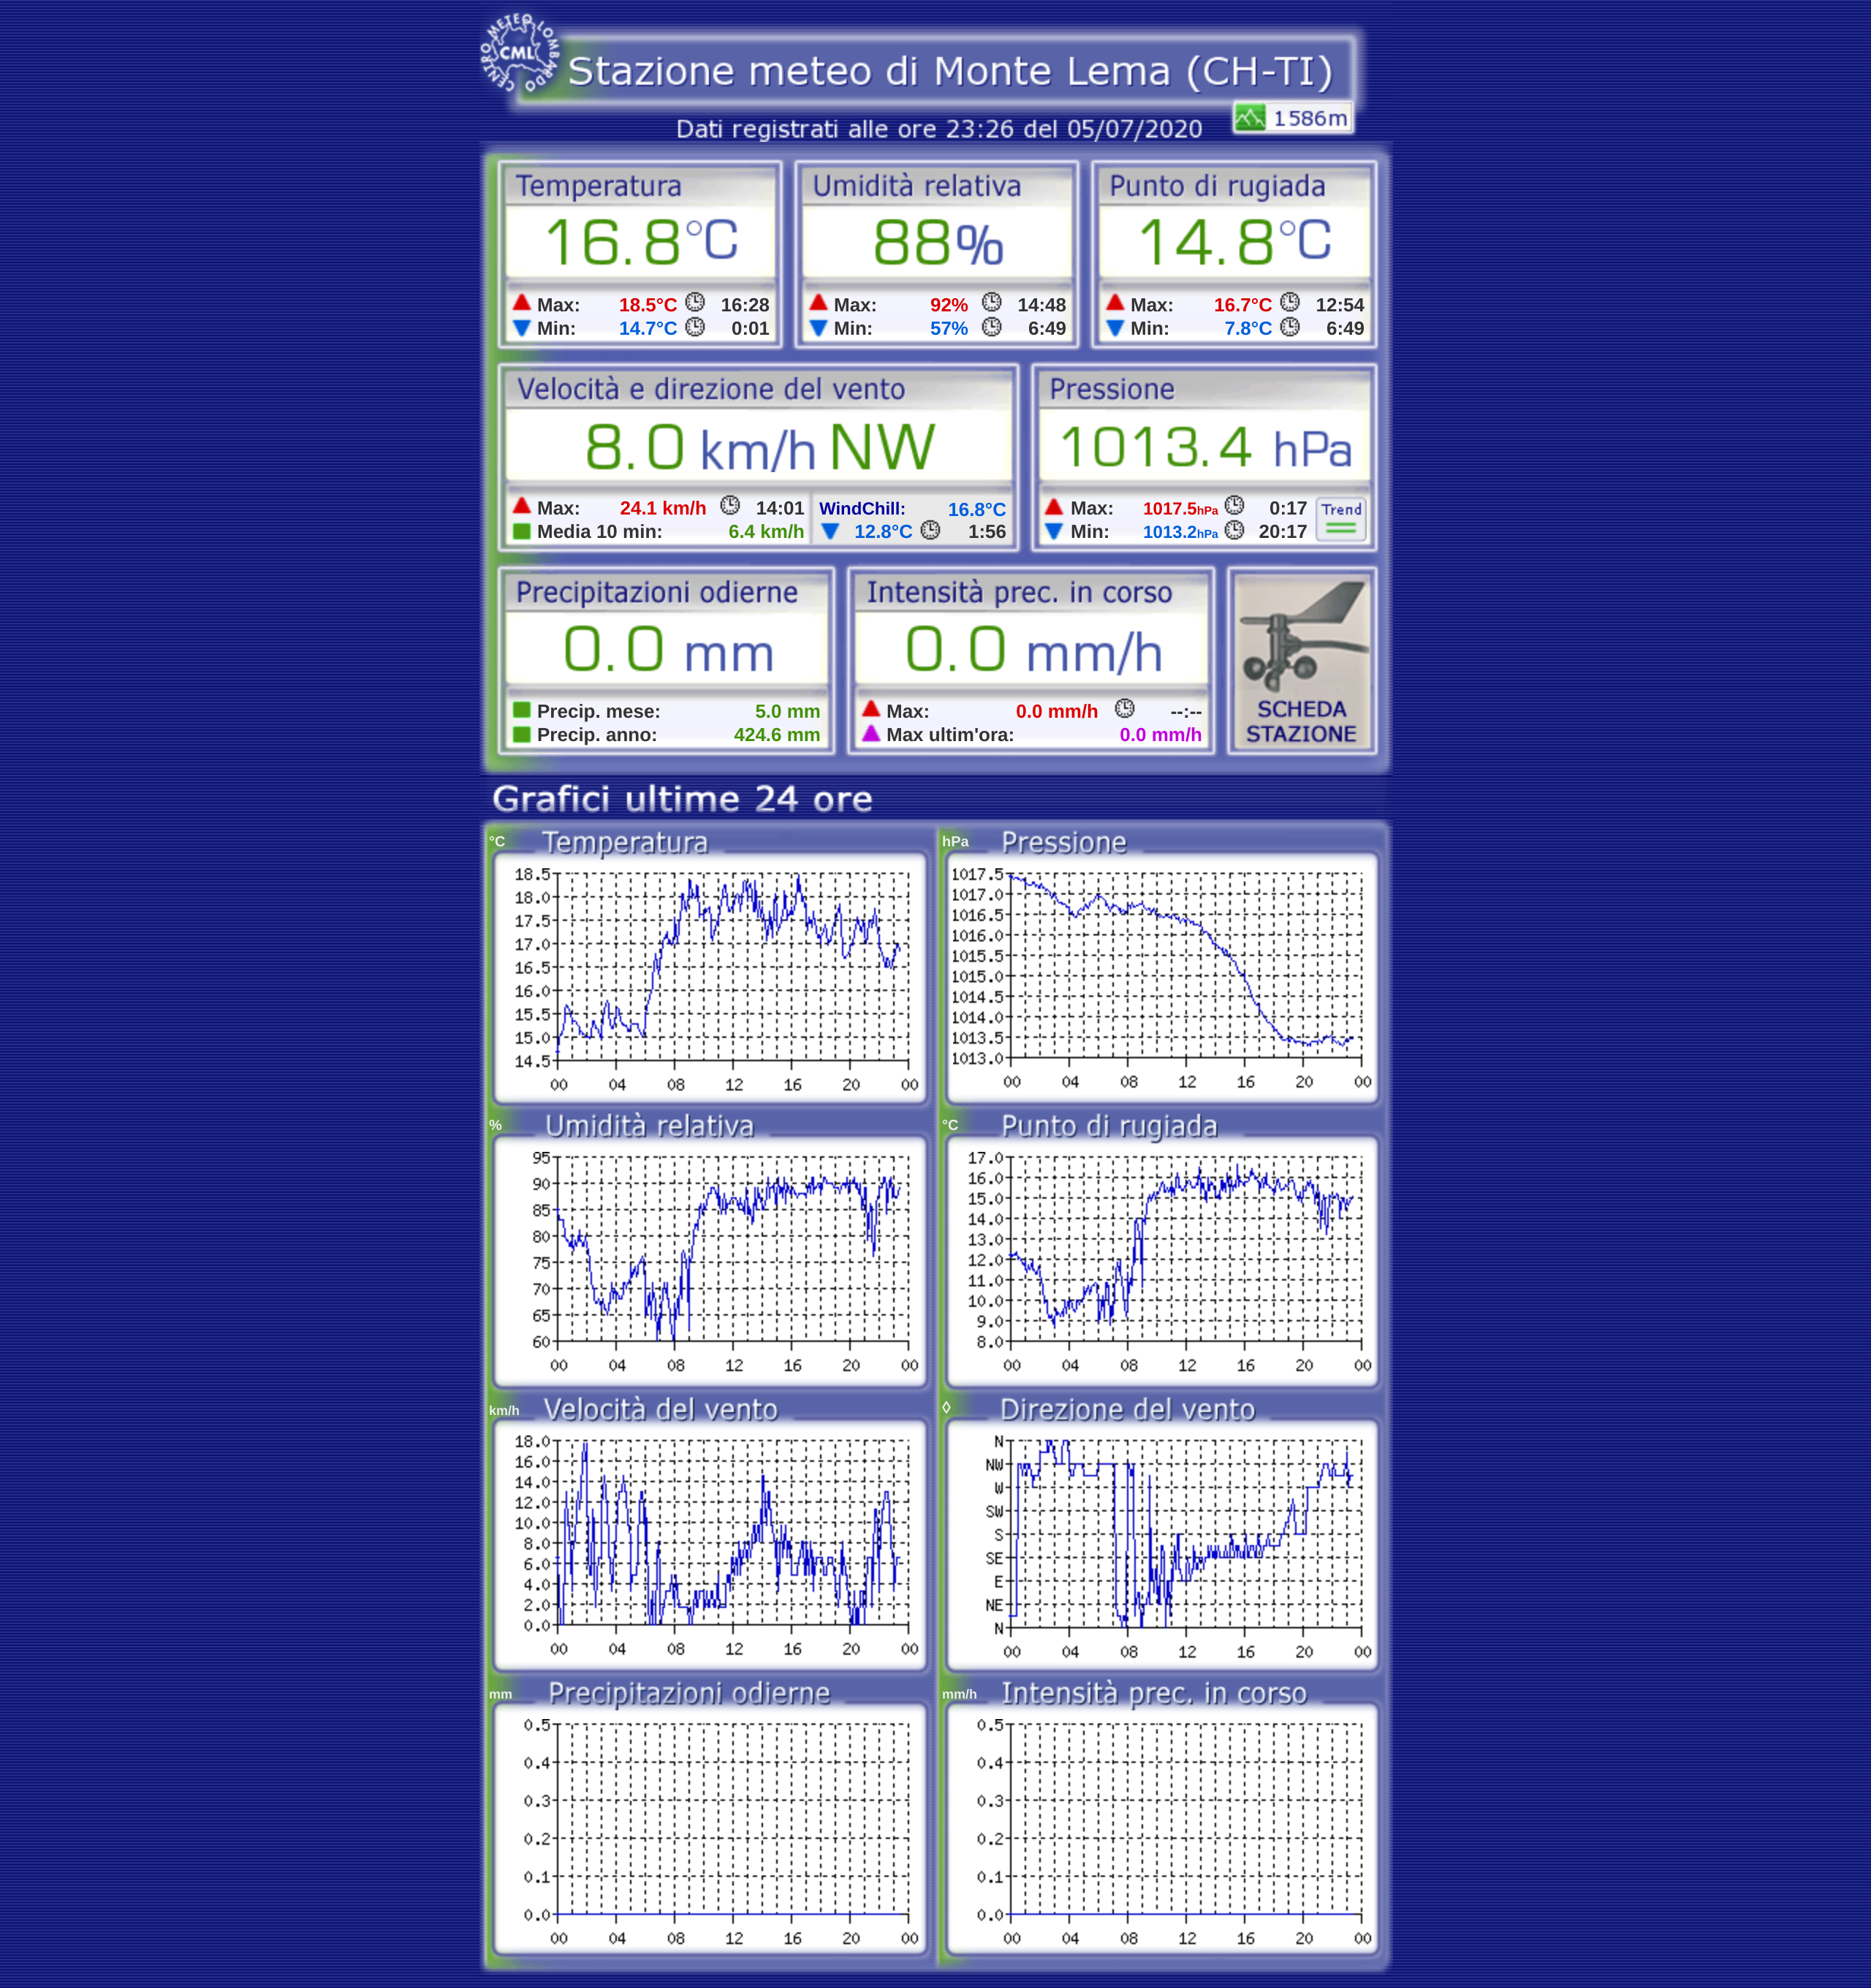 CENTRO METEO LOMBARDO
CML
Stazione meteo di Monte Lema (CH-TI)
1586m
Dati registrati alle ore 23:26 del 05/07/2020
Temperatura
16.8°C
Max: 18.5°C 16:28
Min: 14.7°C 0:01
Umidità relativa
88%
Max: 92% 14:48
Min: 57% 6:49
Punto di rugiada
14.8°C
Max: 16.7°C 12:54
Min: 7.8°C 6:49
Velocità e direzione del vento
8.0 km/h NW
Max: 24.1 km/h 14:01
Media 10 min: 6.4 km/h
WindChill: 16.8°C
12.8°C 1:56
Pressione
1013.4 hPa
Max: 1017.5hPa 0:17
Min: 1013.2hPa 20:17
Trend
Precipitazioni odierne
0.0 mm
Precip. mese: 5.0 mm
Precip. anno: 424.6 mm
Intensità prec. in corso
0.0 mm/h
Max: 0.0 mm/h --:--
Max ultim'ora: 0.0 mm/h
SCHEDA
STAZIONE
Grafici ultime 24 ore
°C Temperatura
18.5
18.0
17.5
17.0
16.5
16.0
15.5
15.0
14.5
00 04 08 12 16 20 00
hPa Pressione
1017.5
1017.0
1016.5
1016.0
1015.5
1015.0
1014.5
1014.0
1013.5
1013.0
00 04 08 12 16 20 00
% Umidità relativa
95
90
85
80
75
70
65
60
00 04 08 12 16 20 00
°C Punto di rugiada
17.0
16.0
15.0
14.0
13.0
12.0
11.0
10.0
9.0
8.0
00 04 08 12 16 20 00
km/h Velocità del vento
18.0
16.0
14.0
12.0
10.0
8.0
6.0
4.0
2.0
0.0
00 04 08 12 16 20 00
◊ Direzione del vento
N
NW
W
SW
S
SE
E
NE
N
00 04 08 12 16 20 00
mm Precipitazioni odierne
0.5
0.4
0.3
0.2
0.1
0.0
00 04 08 12 16 20 00
mm/h Intensità prec. in corso
0.5
0.4
0.3
0.2
0.1
0.0
00 04 08 12 16 20 00